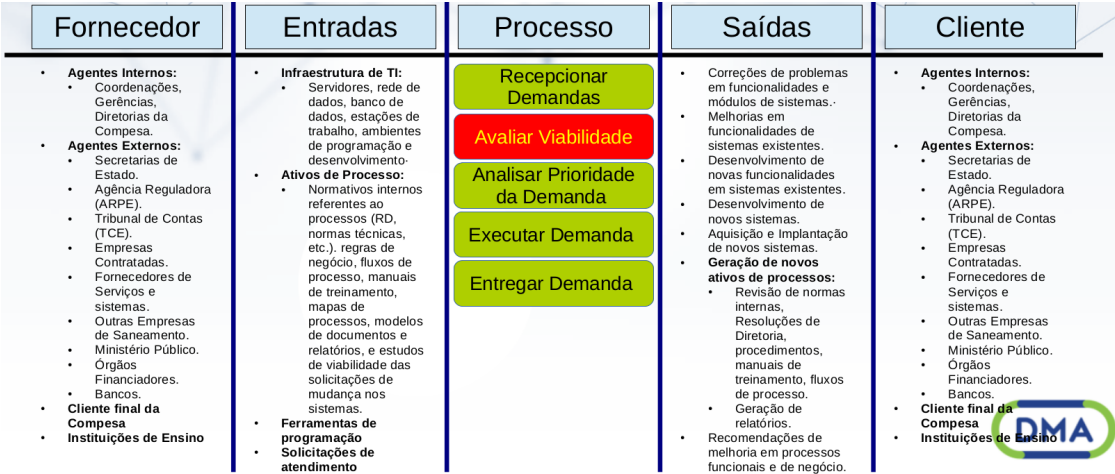 Fornecedor
Agentes Internos:
Coordenações,
Gerências,
Diretorias da
Compesa.
Agentes Externos:
Secretarias de
Estado.
Agência Reguladora
(ARPE).
Tribunal de Contas
(TCE).
Empresas
Contratadas.
Fornecedores de
Serviços e
sistemas.
Outras Empresas
de Saneamento.
Ministério Público.
Órgãos
Financiadores.
Bancos.
Cliente final da
Compesa
Instituições de Ensino
Entradas
Infraestrutura de TI:
Servidores, rede de
dados, banco de
dados, estações de
trabalho, ambientes
de programação e
desenvolvimento·
Ativos de Processo:
Normativos internos
referentes ao
processos (RD,
normas técnicas,
etc.). regras de
negócio, fluxos de
processo, manuais
de treinamento,
mapas de
processos, modelos
de documentos e
relatórios, e estudos
de viabilidade das
solicitações de
mudança nos
sistemas.
Ferramentas de
programação
Solicitações de
atendimento
Processo
Recepcionar
Demandas
Avaliar Viabilidade
Analisar Prioridade
da Demanda
Executar Demanda
Entregar Demanda
Saídas
Correções de problemas
em funcionalidades e
módulos de sistemas.·
Melhorias em
funcionalidades de
sistemas existentes.
Desenvolvimento de
novas funcionalidades
em sistemas existentes.
Desenvolvimento de
novos sistemas.
Aquisição e Implantação
de novos sistemas.
Geração de novos
ativos de processos:
Revisão de normas
internas,
Resoluções de
Diretoria,
procedimentos,
manuais de
treinamento, fluxos
de processo.
Geração de
relatórios.
Recomendações de
melhoria em processos
funcionais e de negócio.
Cliente
Agentes Internos:
Coordenações,
Gerências,
Diretorias da
Compesa.
Agentes Externos:
Secretarias de
Estado.
Agência Reguladora
(ARPE).
Tribunal de Contas
(TCE).
Empresas
Contratadas.
Fornecedores de
Serviços e
sistemas.
Outras Empresas
de Saneamento.
Ministério Público.
Órgãos
Financiadores.
Bancos.
Cliente final da
Compesa
Instituições de Ensino
DMA